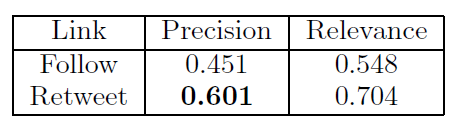 Link Precision Relevance
Follow 0.451 0.548
Retweet 0.601 0.704